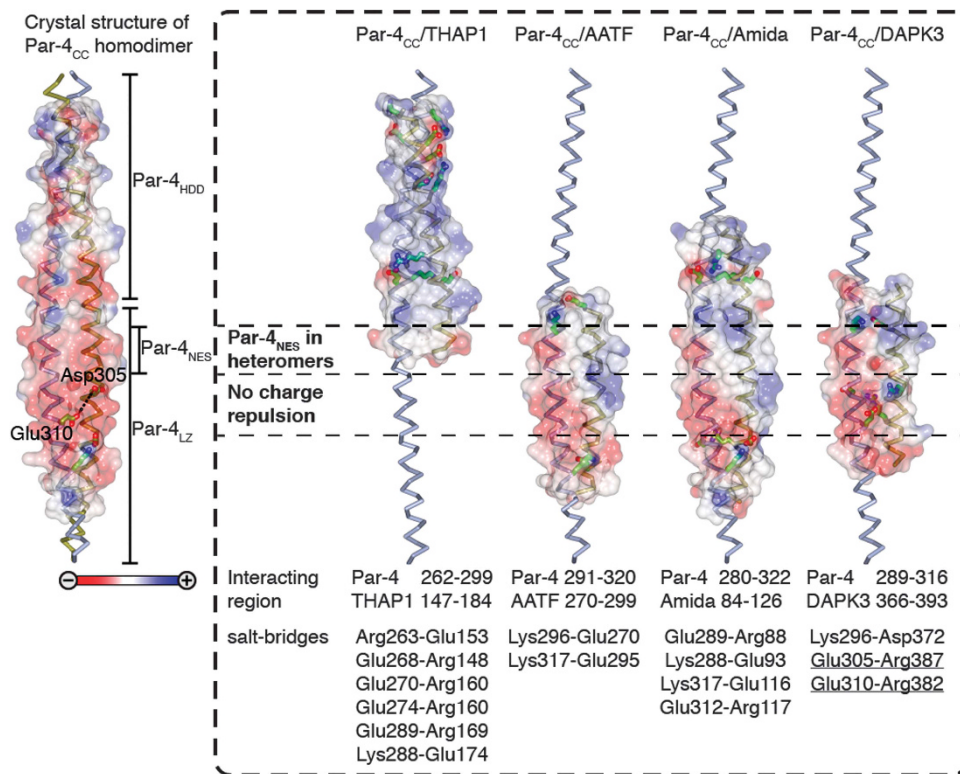 Crystal structure of
Par-4CC homodimer
Par-4HDD
Par-4NES
Asp305
Glu310
Par-4LZ
− +
Par-4CC/THAP1 Par-4CC/AATF Par-4CC/Amida Par-4CC/DAPK3
Par-4NES in
heteromers
No charge
repulsion
Interacting Par-4 262-299 Par-4 291-320 Par-4 280-322 Par-4 289-316
region THAP1 147-184 AATF 270-299 Amida 84-126 DAPK3 366-393
salt-bridges Arg263-Glu153 Lys296-Glu270 Glu289-Arg88 Lys296-Asp372
Glu268-Arg148 Lys317-Glu295 Lys288-Glu93 Glu305-Arg387
Glu270-Arg160 Lys317-Glu116 Glu310-Arg382
Glu274-Arg160 Glu312-Arg117
Glu289-Arg169
Lys288-Glu174